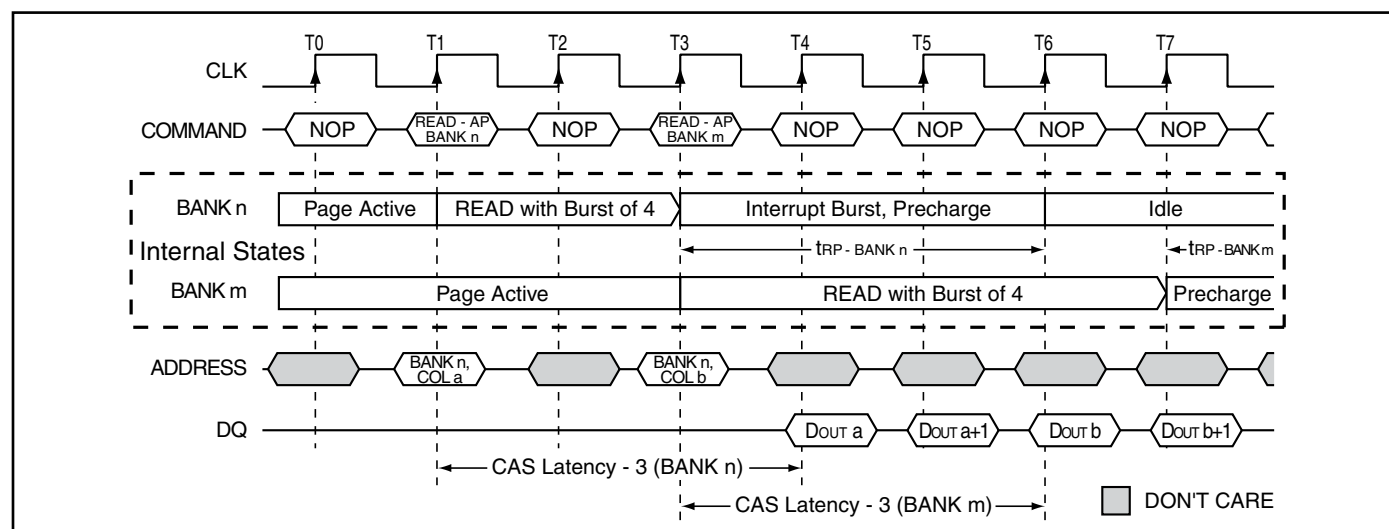 T0 T1 T2 T3 T4 T5 T6 T7
CLK
COMMAND NOP READ - AP BANK n NOP READ - AP BANK m NOP NOP NOP NOP
BANK n Page Active READ with Burst of 4 Interrupt Burst, Precharge Idle
Internal States tRP - BANK n tRP - BANK m
BANK m Page Active READ with Burst of 4 Precharge
ADDRESS BANK n, COL a BANK n, COL b
DQ DOUT a DOUT a+1 DOUT b DOUT b+1
CAS Latency - 3 (BANK n)
CAS Latency - 3 (BANK m) DON'T CARE